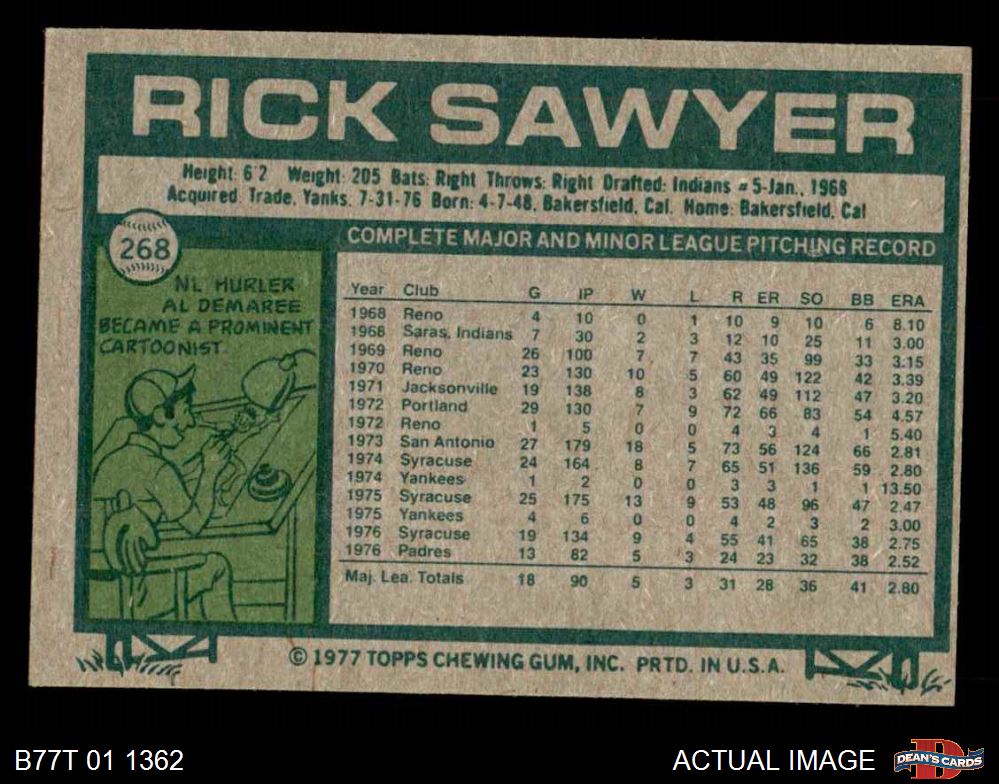 RICK SAWYER
Height: 6'2 Weight: 205 Bats: Right Throws: Right Drafted: Indians #5-Jan., 1968
Acquired: Trade, Yanks, 7-31-76 Born: 4-7-48, Bakersfield, Cal. Home: Bakersfield, Cal
268
NL HURLER
AL DEMAREE
BECAME A PROMINENT
CARTOONIST.
COMPLETE MAJOR AND MINOR LEAGUE PITCHING RECORD
Year Club G IP W L R ER SO BB ERA
1968 Reno 4 10 0 1 10 9 10 6 8.10
1968 Saras. Indians 7 30 2 3 12 10 25 11 3.00
1969 Reno 26 100 7 7 43 35 99 33 3.15
1970 Reno 23 130 10 5 60 49 122 42 3.39
1971 Jacksonville 19 138 8 3 62 49 112 47 3.20
1972 Portland 29 130 7 9 72 66 83 54 4.57
1972 Reno 1 5 0 0 4 3 4 1 5.40
1973 San Antonio 27 179 18 5 73 56 124 66 2.81
1974 Syracuse 24 164 8 7 65 51 136 59 2.80
1974 Yankees 1 2 0 0 3 3 1 1 13.50
1975 Syracuse 25 175 13 9 53 48 96 47 2.47
1975 Yankees 4 6 0 0 4 2 3 2 3.00
1976 Syracuse 19 134 9 4 55 41 65 38 2.75
1976 Padres 13 82 5 3 24 23 32 38 2.52
Maj. Lea. Totals 18 90 5 3 31 28 36 41 2.80
© 1977 TOPPS CHEWING GUM, INC. PRTD. IN U.S.A.
B77T 01 1362
ACTUAL IMAGE
DEAN'S CARDS